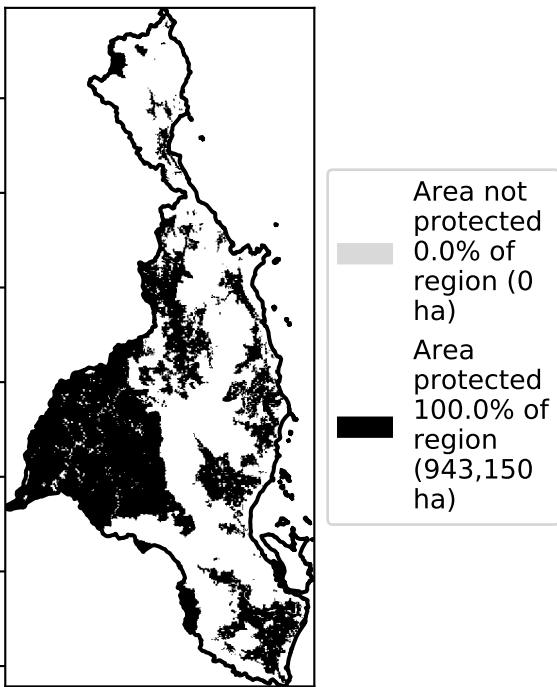 Area not
protected
0.0% of
region (0
ha)
Area
protected
100.0% of
region
(943,150
ha)